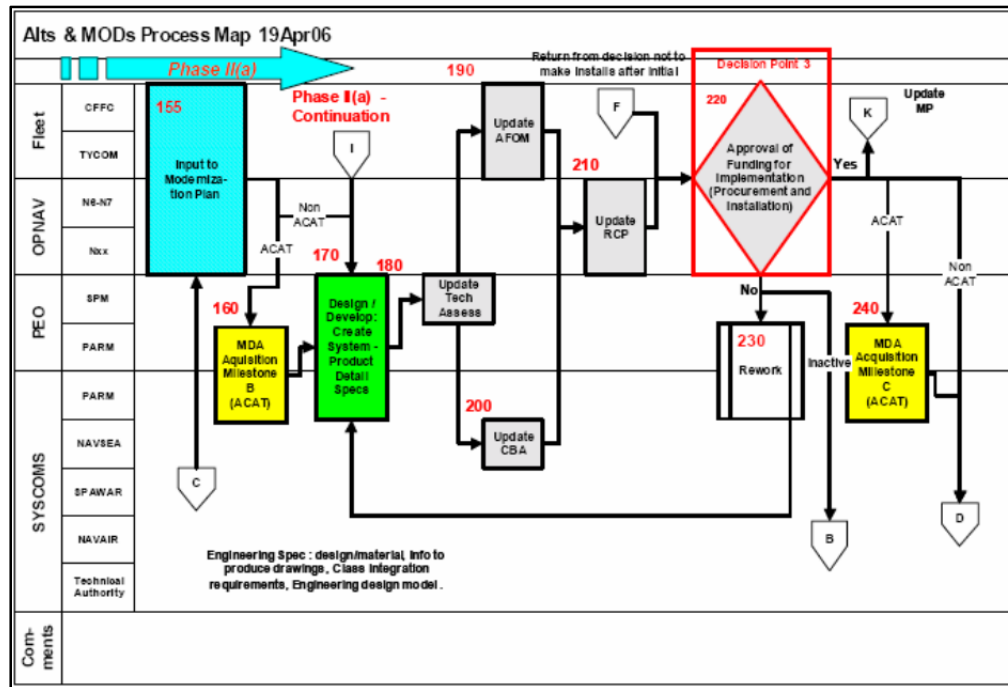 Alts & MODs Process Map 19Apr06
Phase II(a)
Phase II(a) -
Continuation
190
Return from decision not to
make Installs after initial
Decision Point 3
Update
MP
Fleet
CFFC
TYCOM
155
Input to
Moderniza-
tion Plan
I
Update
AFOM
F
220
Approval of
Funding for
Implementation
(Procurement and
Installation)
K
Yes
OPNAV
N6-N7
Nxx
Non
ACAT
ACAT
210
Update
RCP
ACAT
Non
ACAT
PEO
SPM
PARM
160
MDA
Aquisition
Milestone
B
(ACAT)
170
Design /
Develop:
Create
System -
Product
Detail
Specs
180
Update
Tech
Assess
No
230
Rework
Inactive
240
MDA
Acquisition
Milestone
C
(ACAT)
SYSCOMS
PARM
NAVSEA
SPAWAR
NAVAIR
Technical
Authority
C
200
Update
CBA
B
D
Engineering Spec : design/material, Info to
produce drawings, Class Integration
requirements, Engineering design model .
Com-
ments